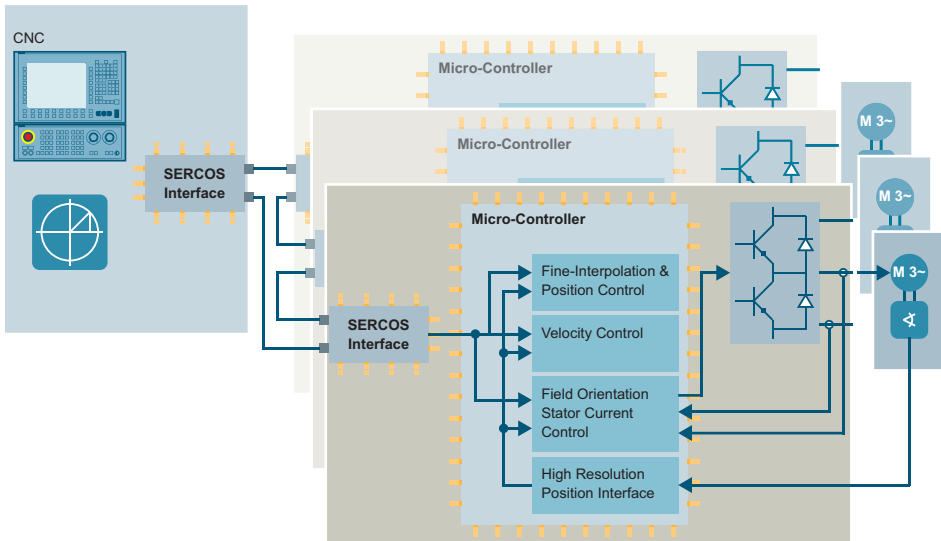 CNC
SERCOS
Interface
Micro-Controller
Micro-Controller
Micro-Controller
Fine-Interpolation &
Position Control
Velocity Control
Field Orientation
Stator Current
Control
High Resolution
Position Interface
SERCOS
Interface
M 3~
M 3~
M 3~